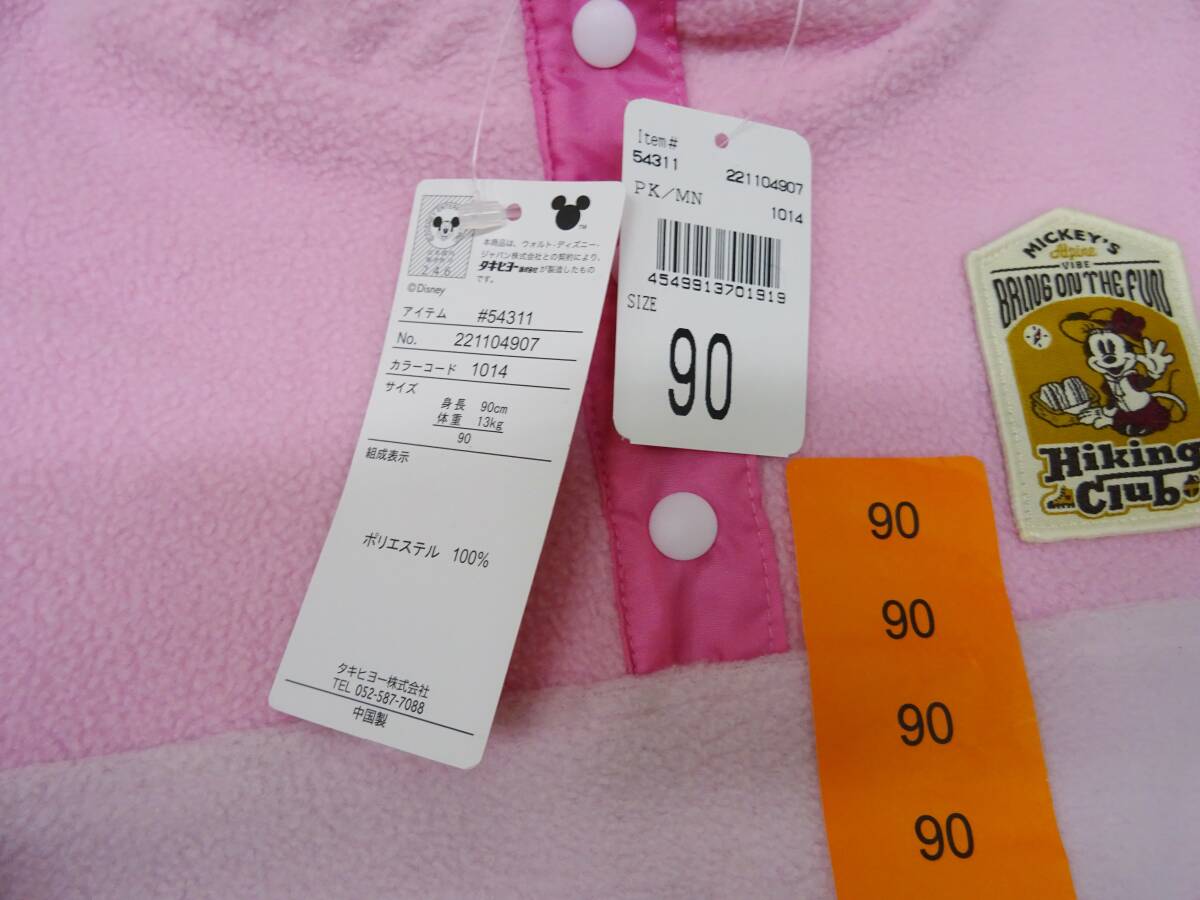 246
™
本商品は、ウォルト・ディズニー・
ジャパン株式会社との契約により、
タキヒヨー株式会社が製造したもの
です。
©Disney
アイテム #54311
No. 221104907
カラーコード 1014
サイズ
身長 90cm
体重 13kg
90
組成表示
ポリエステル 100%
タキヒヨー株式会社
TEL 052-587-7088
中国製
Item#
54311 221104907
PK/MN 1014
4549913701919
SIZE
90
MICKEY'S
Alpine
VIBE
BRING ON THE FUN
Hiking
Club
90
90
90
90